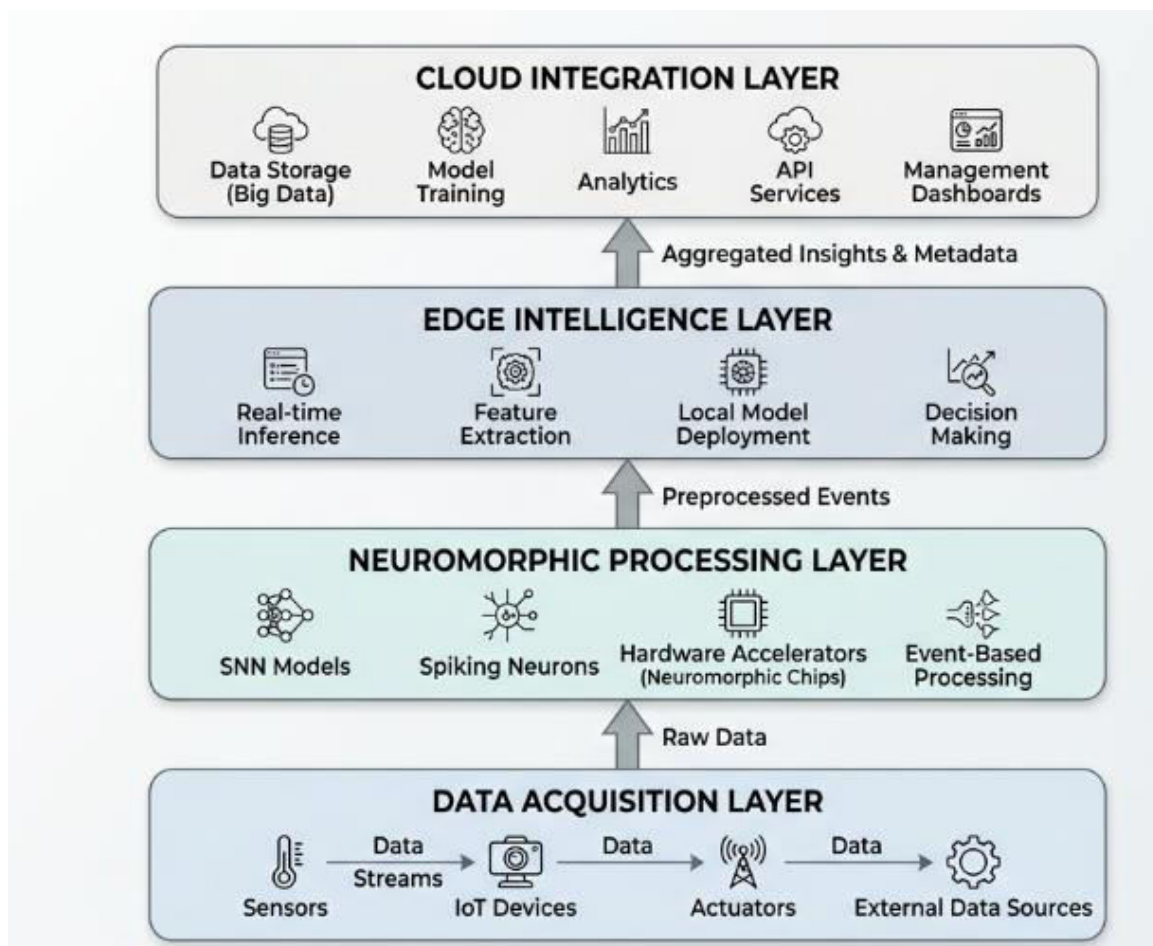 CLOUD INTEGRATION LAYER
Data Storage
(Big Data)
Model
Training
Analytics
API
Services
Management
Dashboards
Aggregated Insights & Metadata
EDGE INTELLIGENCE LAYER
Real-time
Inference
Feature
Extraction
Local Model
Deployment
Decision
Making
Preprocessed Events
NEUROMORPHIC PROCESSING LAYER
SNN Models
Spiking Neurons
Hardware Accelerators
(Neuromorphic Chips)
Event-Based
Processing
Raw Data
DATA ACQUISITION LAYER
Data
Streams
Data
Data
Sensors
IoT Devices
Actuators
External Data Sources